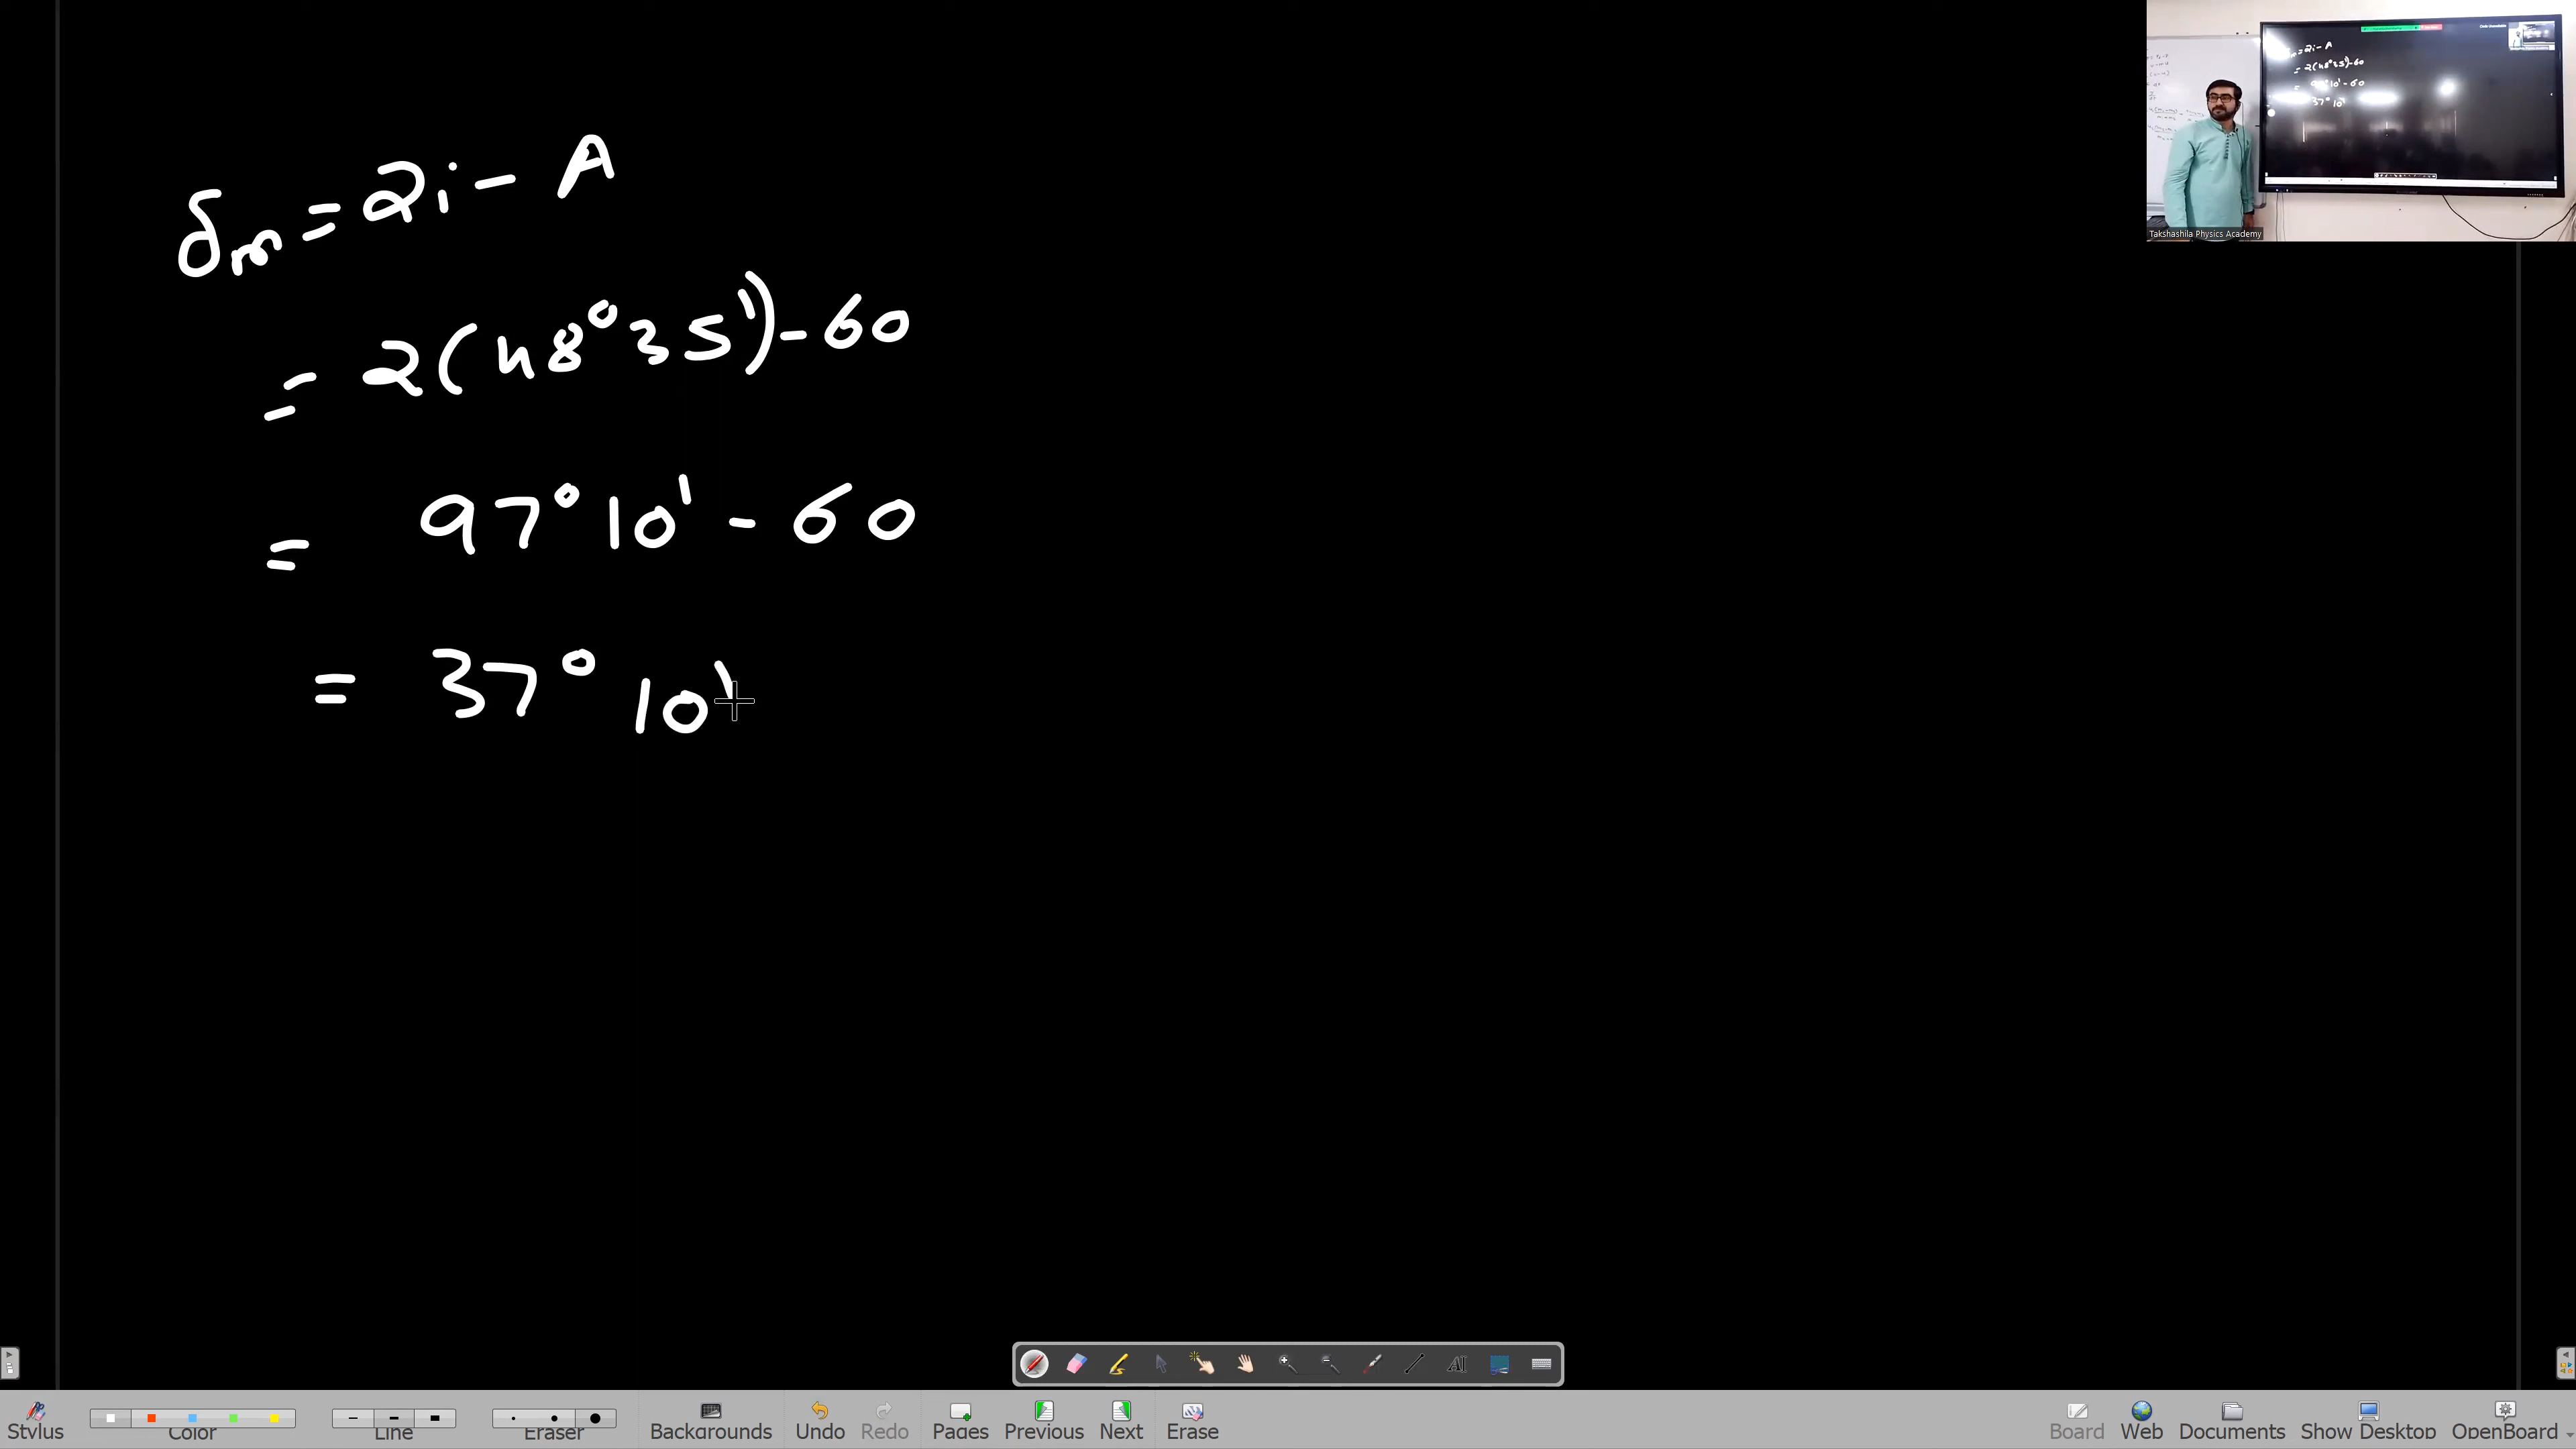 δm = 2i - A
= 2(48°35') - 60
= 97°10' - 60
= 37° 10'
Takshashila Physics Academy
Stylus Color Line Eraser Backgrounds Undo Redo Pages Previous Next Erase Board Web Documents Show Desktop OpenBoard